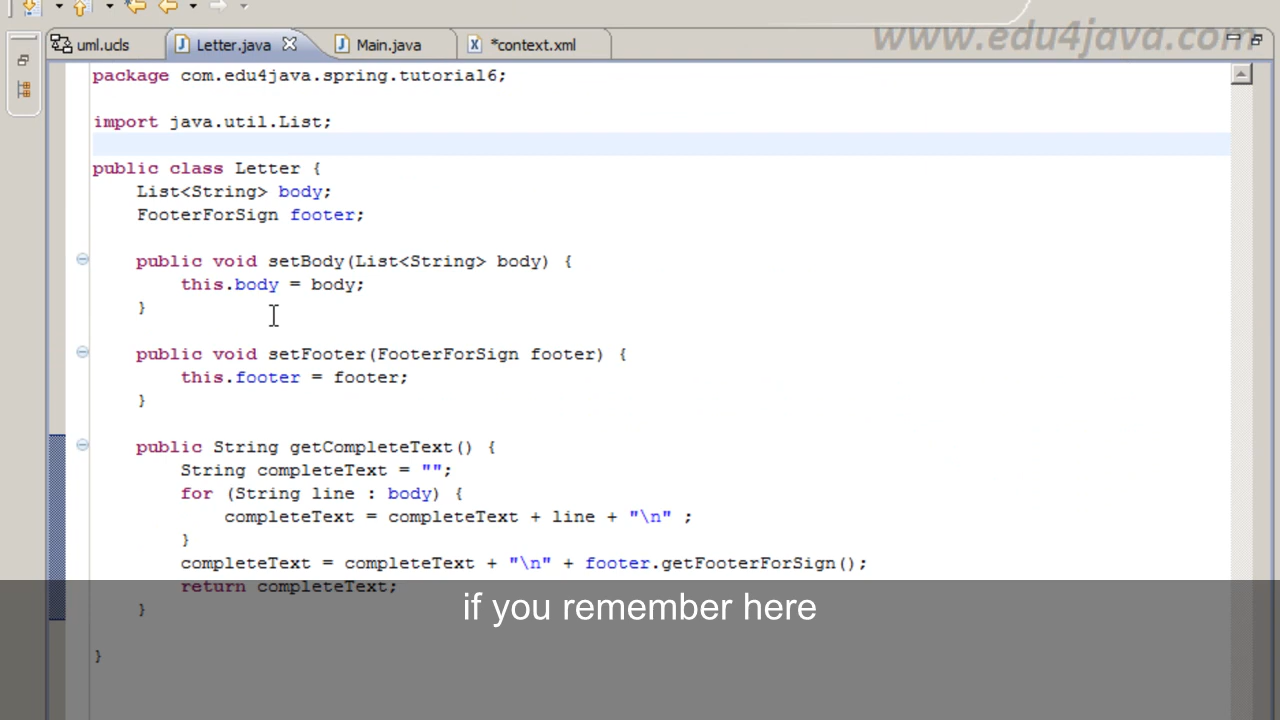 www.edu4java.com
uml.ucls
Letter.java
Main.java
*context.xml
package com.edu4java.spring.tutorial6;
import java.util.List;
public class Letter {
List<String> body;
FooterForSign footer;
public void setBody(List<String> body) {
this.body = body;
}
public void setFooter(FooterForSign footer) {
this.footer = footer;
}
public String getCompleteText() {
String completeText = "";
for (String line : body) {
completeText = completeText + line + "\n" ;
}
completeText = completeText + "\n" + footer.getFooterForSign();
return completeText;
}
}
if you remember here